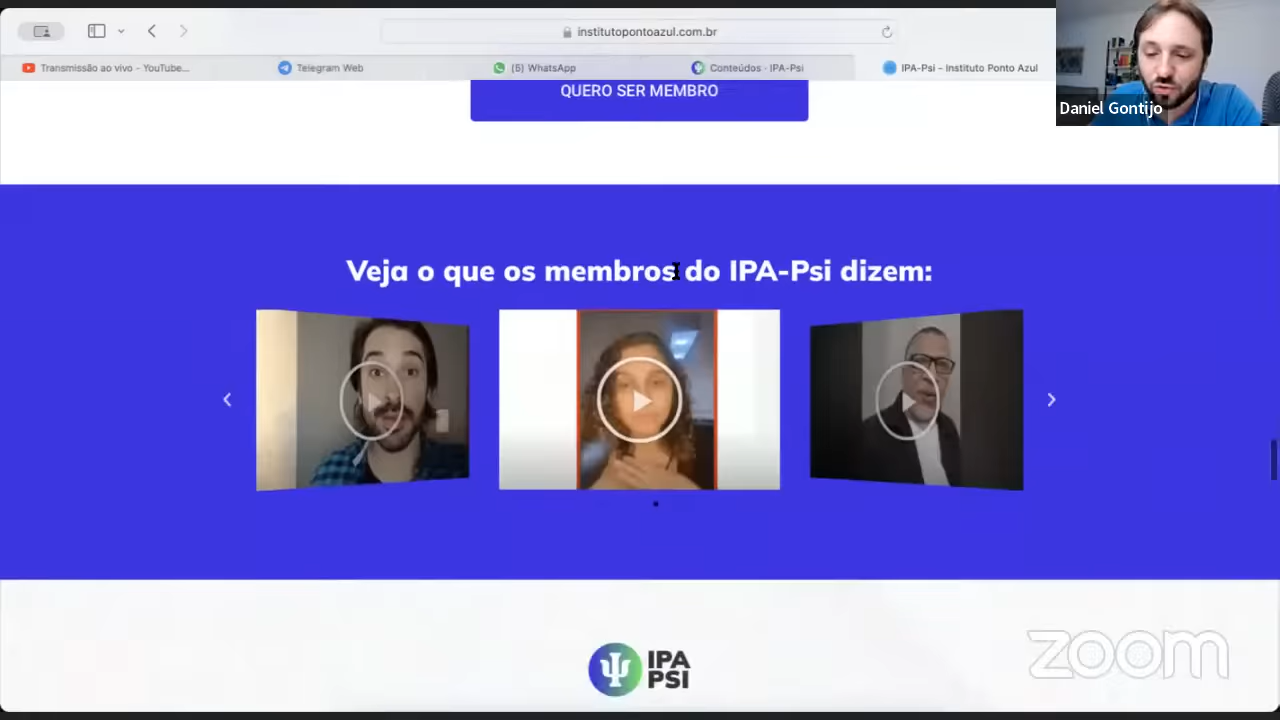 institutopontoazul.com.br
Transmissão ao vivo - YouTube...
Telegram Web
(5) WhatsApp
Conteúdos - IPA-Psi
IPA-Psi – Instituto Ponto Azul
Daniel Gontijo
QUERO SER MEMBRO
Veja o que os membros do IPA-Psi dizem:
IPA
PSI
zoom